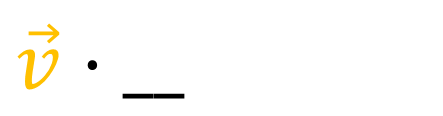 v⃗ · __